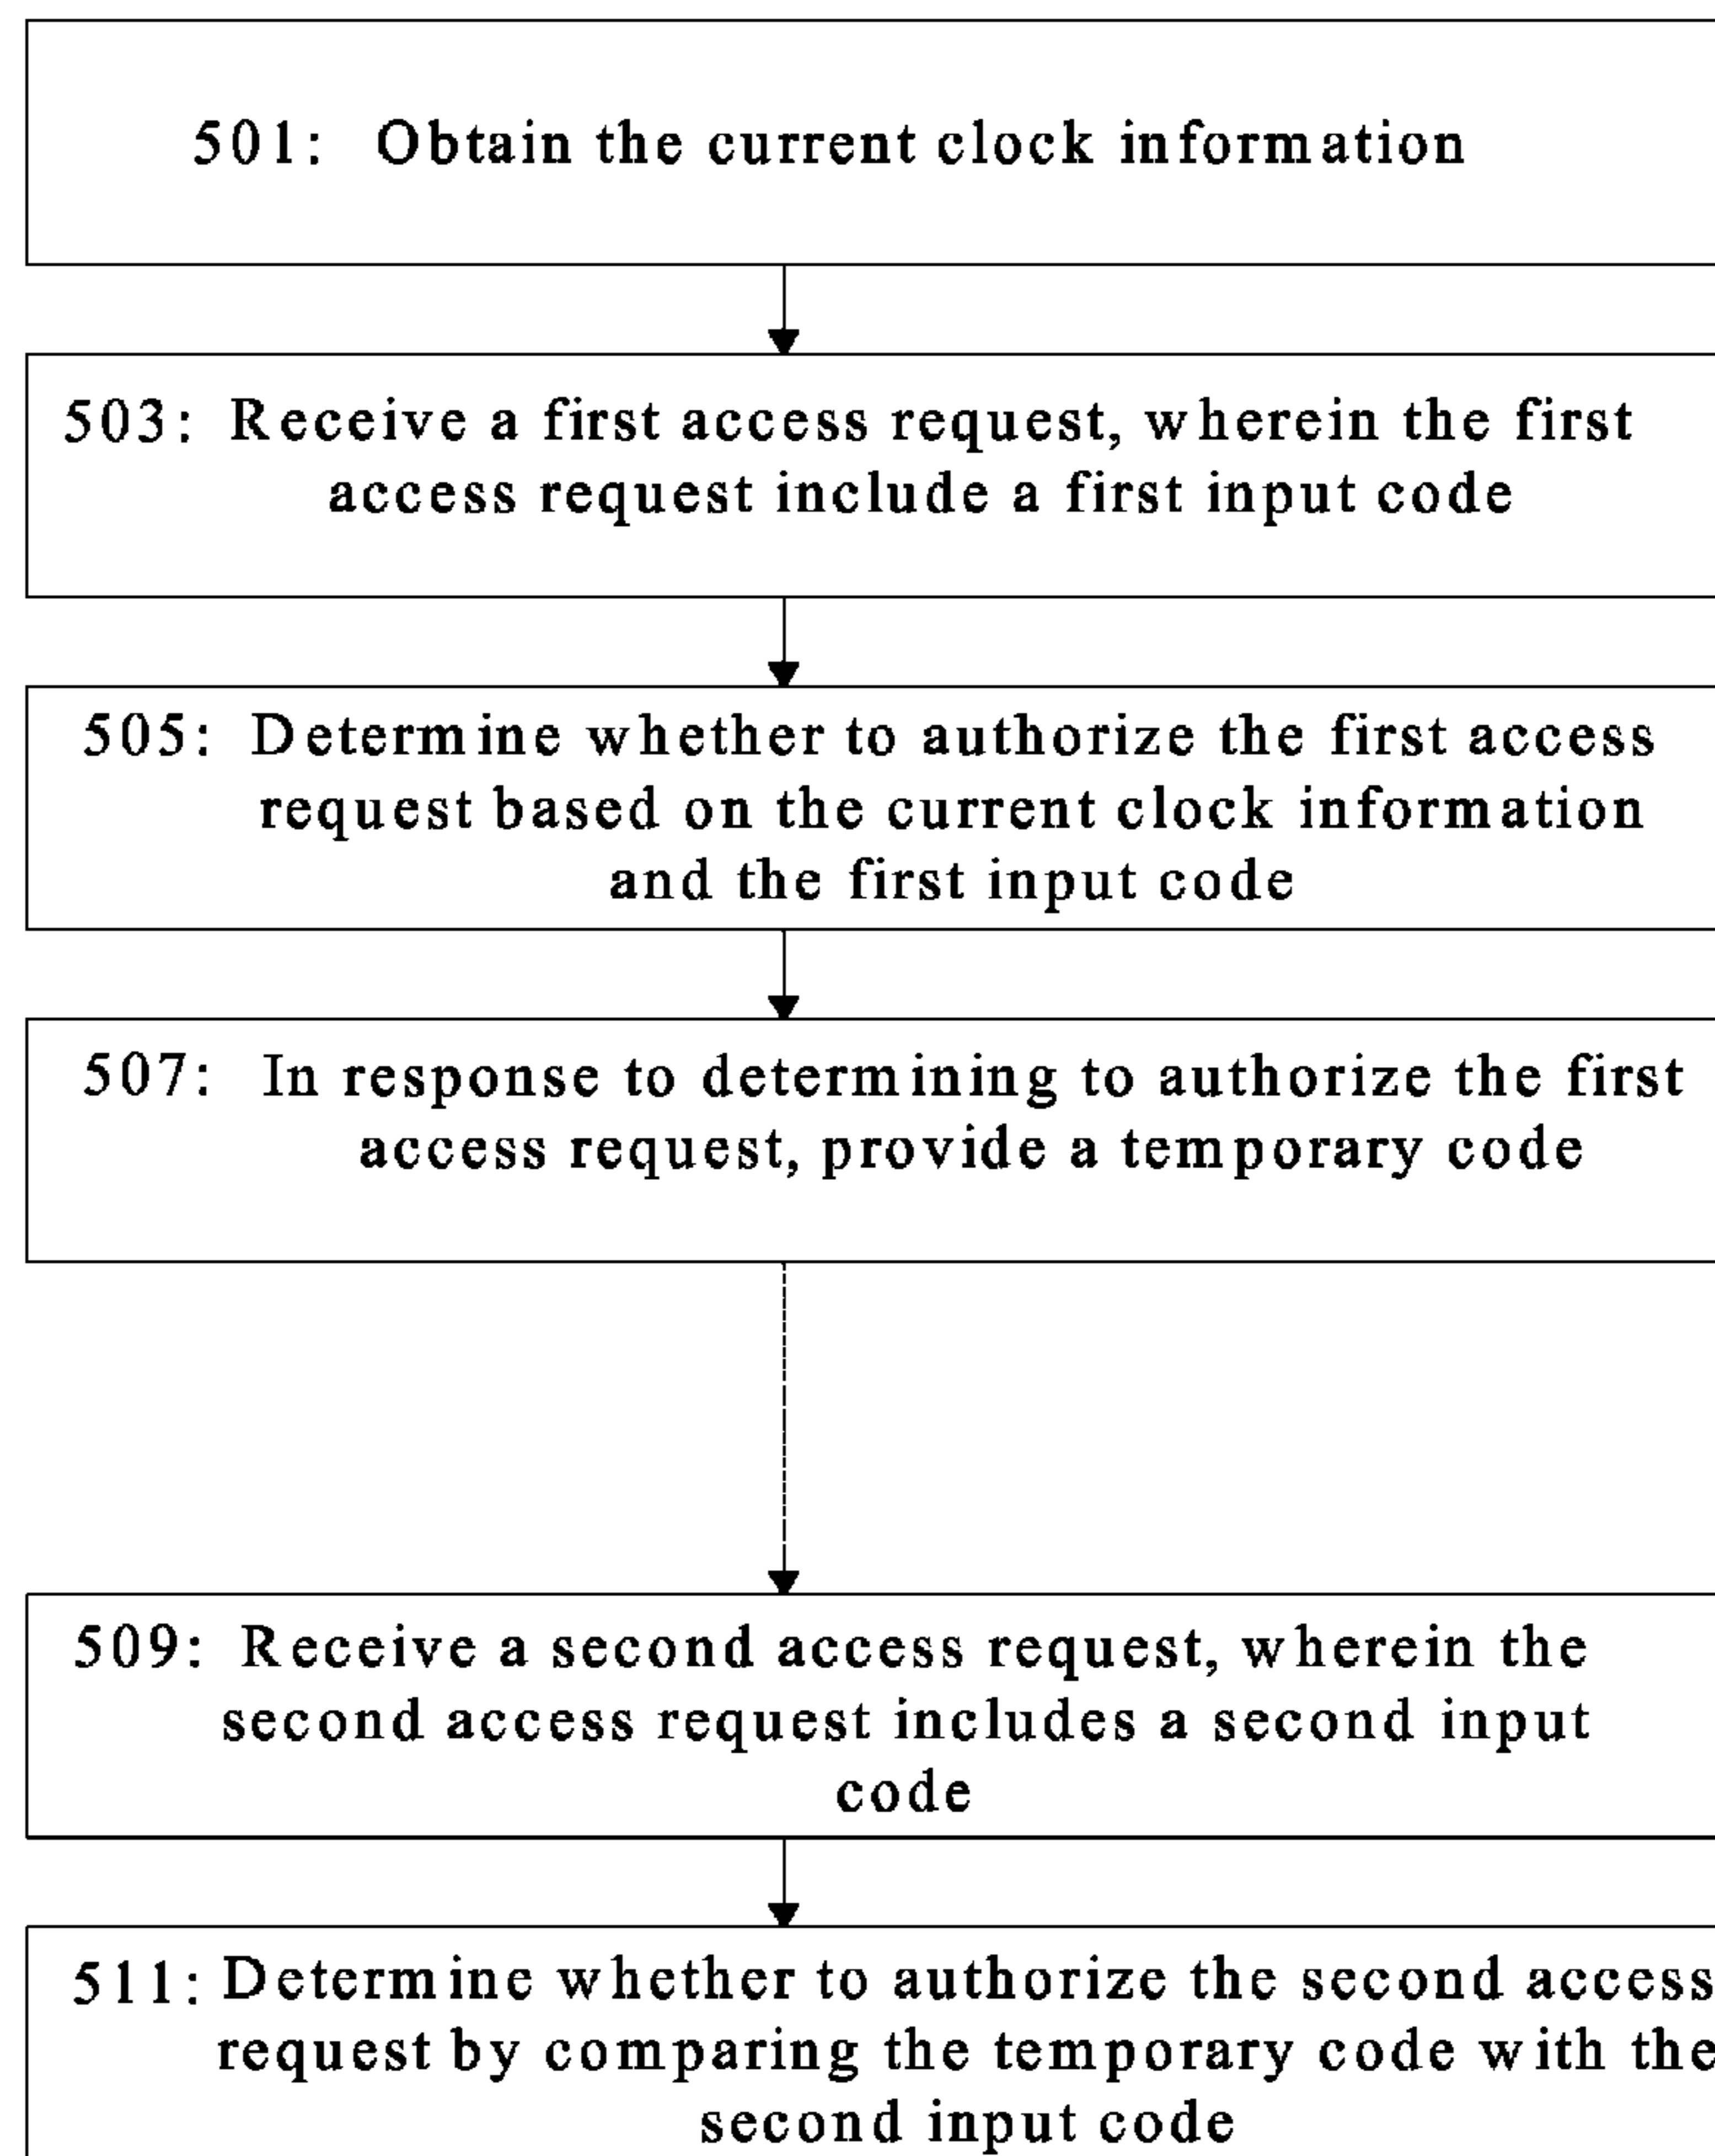 501: Obtain the current clock information
503: Receive a first access request, wherein the first
access request include a first input code
505: Determine whether to authorize the first access
request based on the current clock information
and the first input code
507: In response to determining to authorize the first
access request, provide a temporary code
509: Receive a second access request, wherein the
second access request includes a second input
code
511: Determine whether to authorize the second access
request by comparing the temporary code with the
second input code